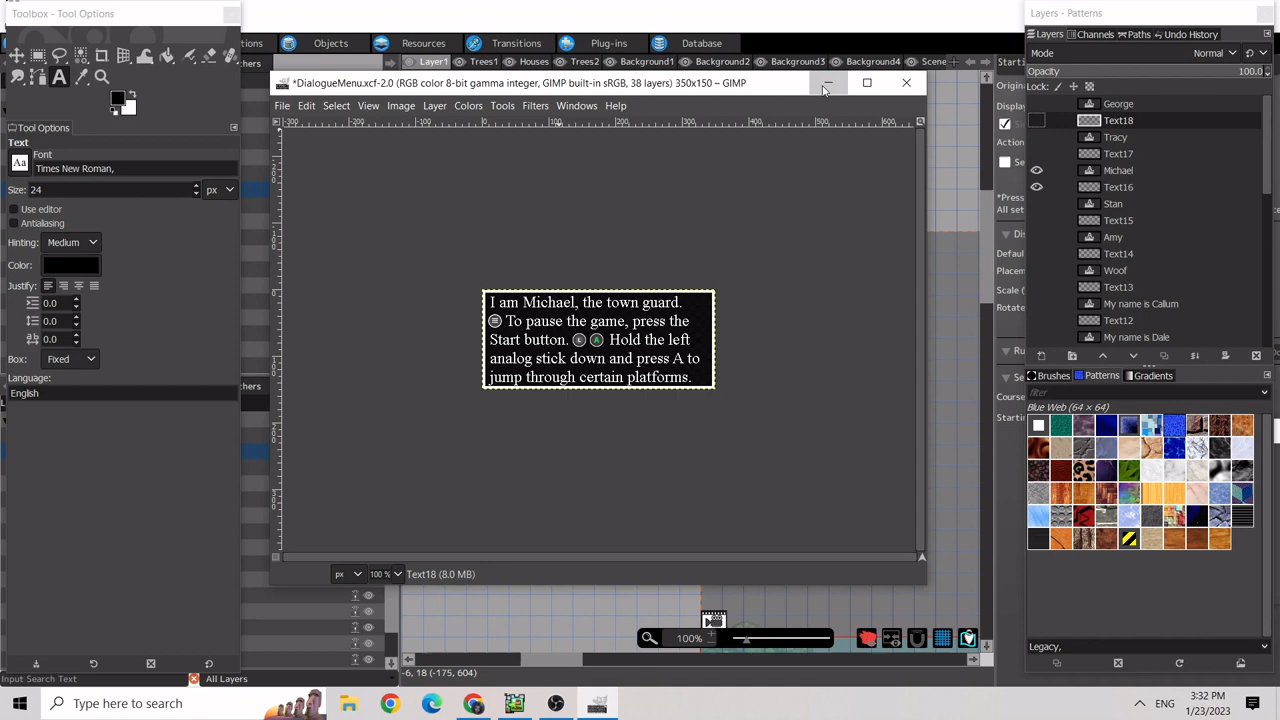 Toolbox - Tool Options
Tool Options
Text
Font
Aa
Times New Roman,
Size: 24
px
Use editor
Antialiasing
Hinting: Medium
Color:
Justify:
0.0
0.0
0.0
Box: Fixed
Language:
English
Input Search Text
All Layers
Objects
Resources
Transitions
Plug-ins
Database
Layer1
Trees1
Houses
Trees2
Background1
Background2
Background3
Background4
Scene
*DialogueMenu.xcf-2.0 (RGB color 8-bit gamma integer, GIMP built-in sRGB, 38 layers) 350x150 – GIMP
File Edit Select View Image Layer Colors Tools Filters Windows Help
I am Michael, the town guard.
To pause the game, press the
Start button. L A Hold the left
analog stick down and press A to
jump through certain platforms.
px
100 %
Text18 (8.0 MB)
100%
-6, 18 (-175, 604)
Layers - Patterns
Layers
Channels
Paths
Undo History
Mode
Normal
Opacity
100.0
Lock:
George
Text18
Tracy
Text17
Michael
Text16
Stan
Text15
Amy
Text14
Woof
Text13
My name is Callum
Text12
My name is Dale
Brushes
Patterns
Gradients
filter
Blue Web (64 × 64)
Legacy,
Type here to search
ENG
3:32 PM
1/23/2023